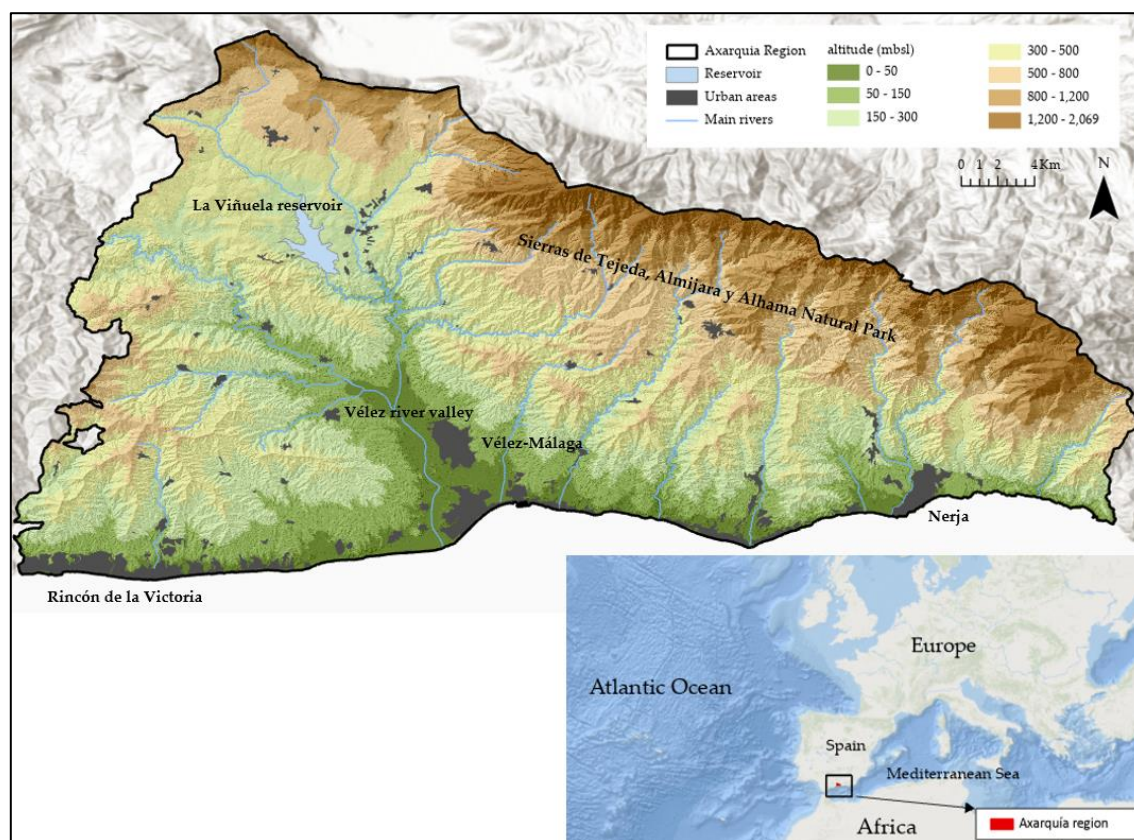 Axarquia Region
Reservoir
Urban areas
Main rivers
altitude (mbsl)
0 - 50
50 - 150
150 - 300
300 - 500
500 - 800
800 - 1,200
1,200 - 2,069
0 1 2 4 Km
N
La Viñuela reservoir
Sierras de Tejeda, Almijara y Alhama Natural Park
Vélez river valley
Vélez-Málaga
Nerja
Rincón de la Victoria
Europe
Atlantic Ocean
Spain
Mediterranean Sea
Africa
Axarquía region